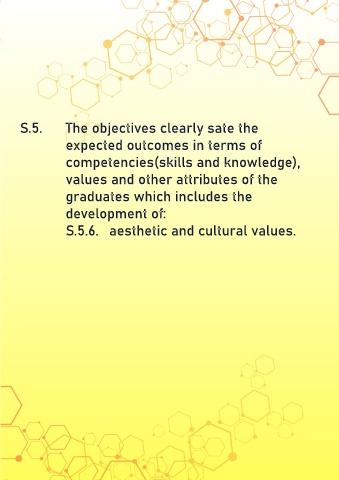 S.5. The objectives clearly sate the
expected outcomes in terms of
competencies(skills and knowledge),
values and other attributes of the
graduates which includes the
development of:
S.5.6. aesthetic and cultural values.